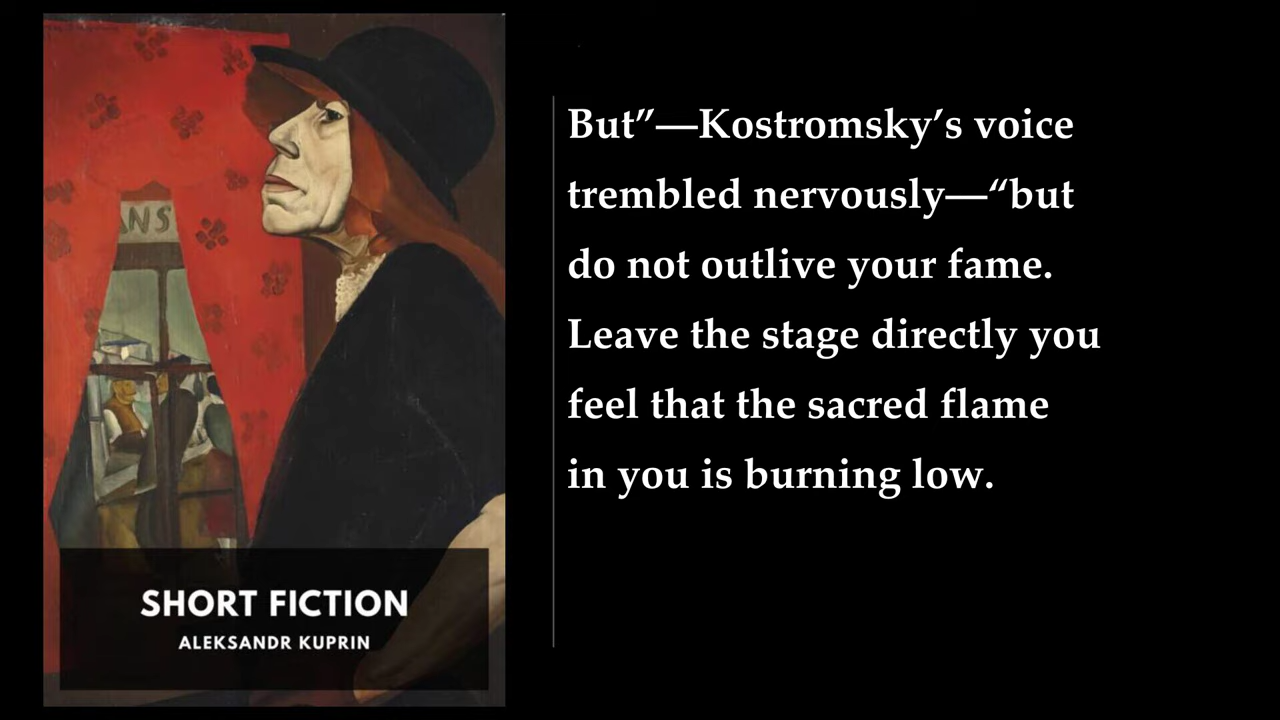 ANS
SHORT FICTION
ALEKSANDR KUPRIN
But”—Kostromsky’s voice
trembled nervously—“but
do not outlive your fame.
Leave the stage directly you
feel that the sacred flame
in you is burning low.